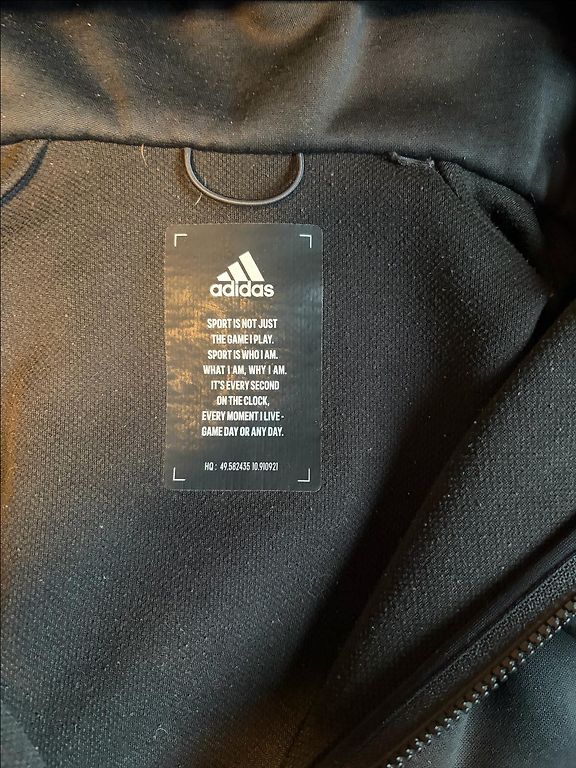 adidas
SPORT IS NOT JUST
THE GAME I PLAY.
SPORT IS WHO I AM.
WHAT I AM, WHY I AM.
IT'S EVERY SECOND
ON THE CLOCK,
EVERY MOMENT I LIVE -
GAME DAY OR ANY DAY.
HQ : 49.582435 10.910921